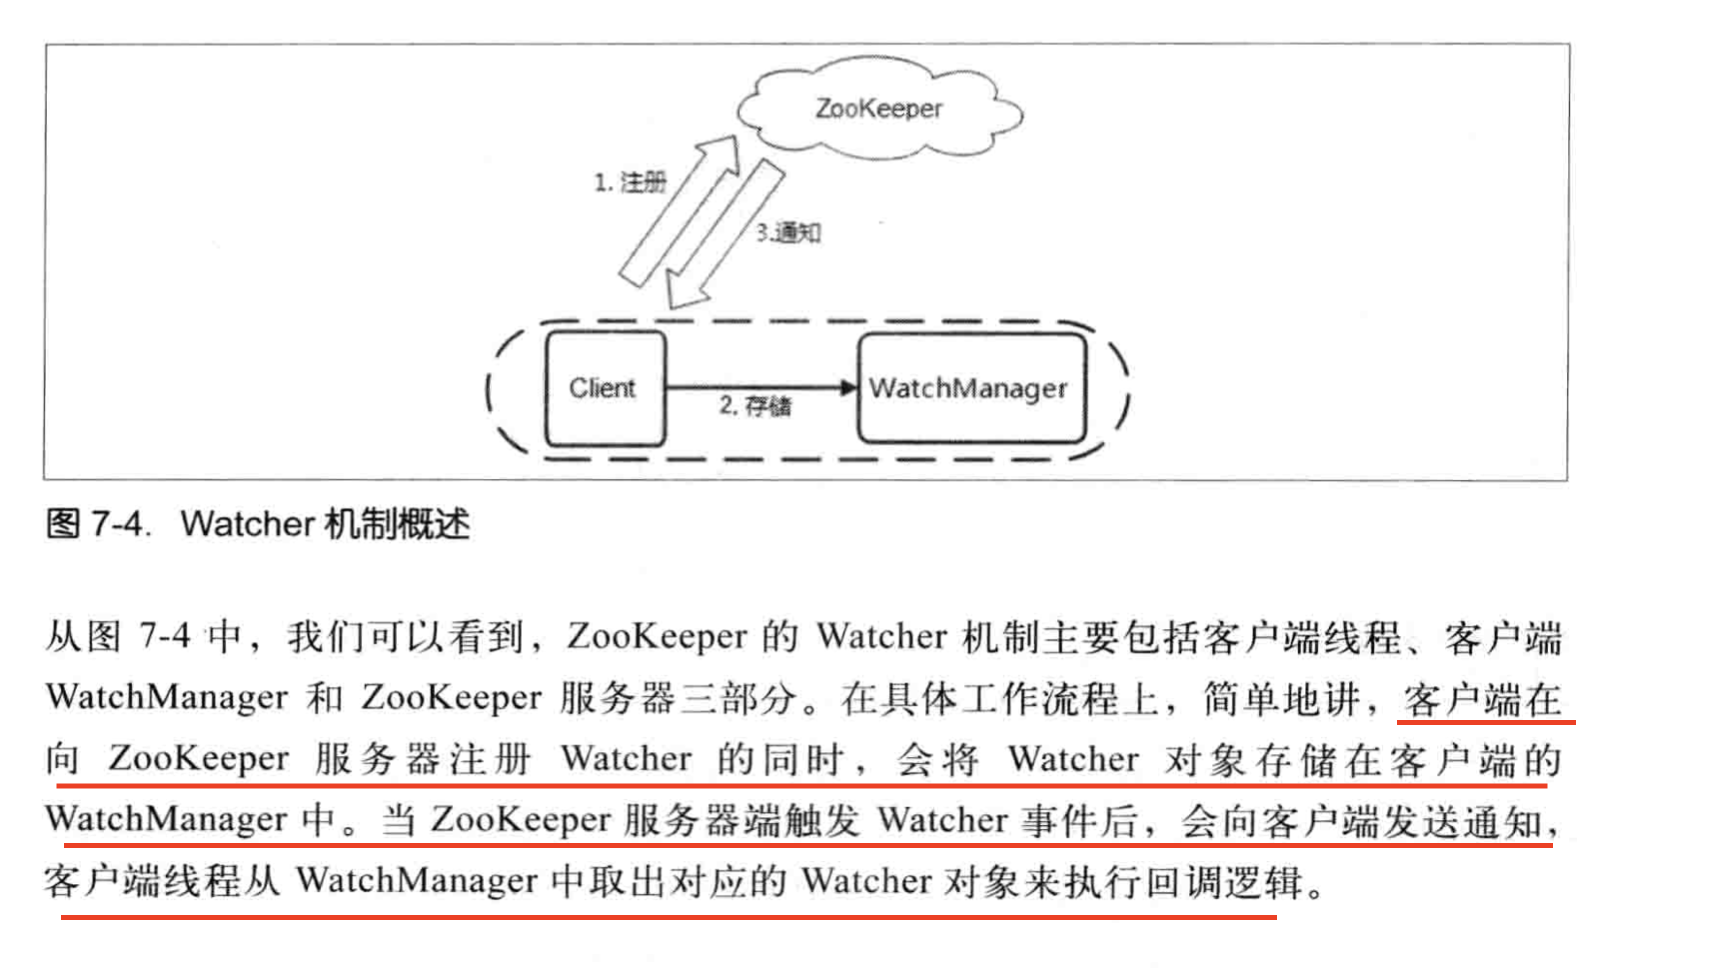 ZooKeeper
1. 注册
3.通知
Client
2. 存储
WatchManager
图 7-4. Watcher 机制概述
从图 7-4 中，我们可以看到，ZooKeeper 的 Watcher 机制主要包括客户端线程、客户端
WatchManager 和 ZooKeeper 服务器三部分。在具体工作流程上，简单地讲，客户端在
向 ZooKeeper 服务器注册 Watcher 的同时，会将 Watcher 对象存储在客户端的
WatchManager 中。当 ZooKeeper 服务器端触发 Watcher 事件后，会向客户端发送通知，
客户端线程从 WatchManager 中取出对应的 Watcher 对象来执行回调逻辑。